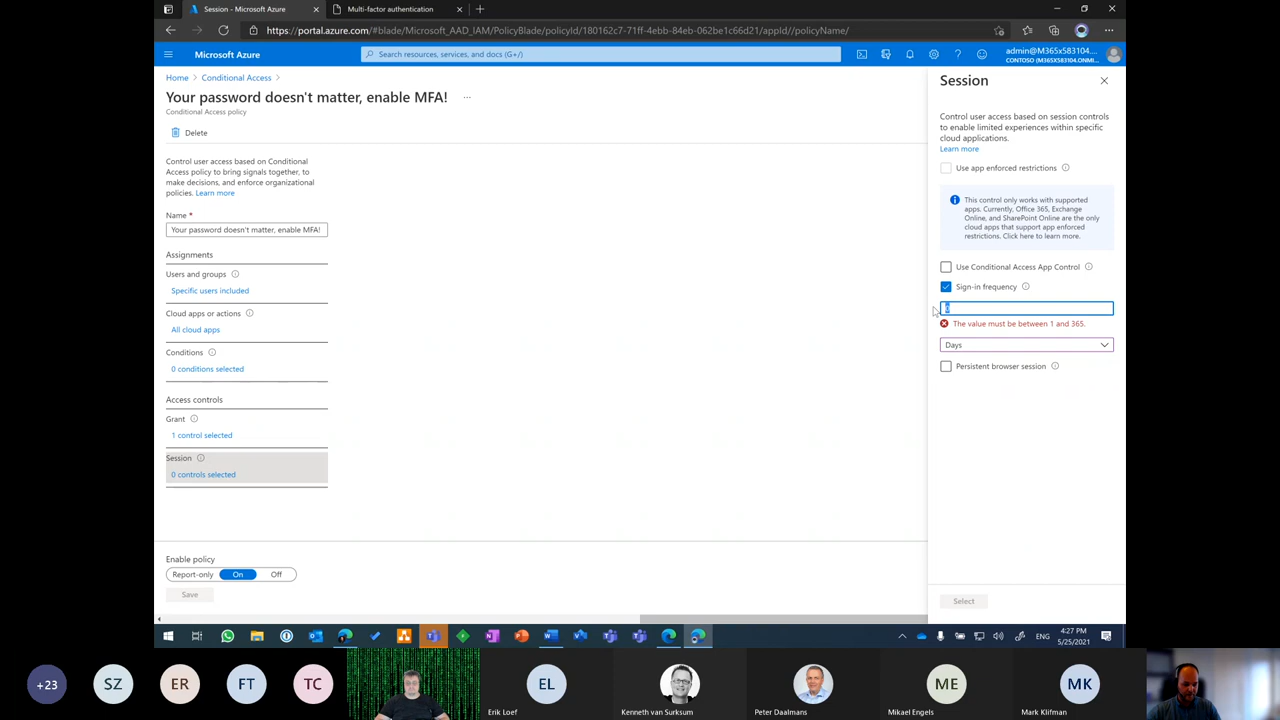 Session - Microsoft Azure
Multi-factor authentication
https://portal.azure.com/#blade/Microsoft_AAD_IAM/PolicyBlade/policyId/180162c7-71ff-4ebb-84eb-062be1c66d21/appId//policyName/
Microsoft Azure
Search resources, services, and docs (G+/)
admin@M365x583104....
CONTOSO (M365X583104.ONMI...
Home > Conditional Access >
Your password doesn't matter, enable MFA! ...
Conditional Access policy
Delete
Control user access based on Conditional
Access policy to bring signals together, to
make decisions, and enforce organizational
policies. Learn more
Name *
Your password doesn't matter, enable MFA!
Assignments
Users and groups
Specific users included
Cloud apps or actions
All cloud apps
Conditions
0 conditions selected
Access controls
Grant
1 control selected
Session
0 controls selected
Enable policy
Report-only On Off
Save
Session
Control user access based on session controls
to enable limited experiences within specific
cloud applications.
Learn more
Use app enforced restrictions
This control only works with supported
apps. Currently, Office 365, Exchange
Online, and SharePoint Online are the only
cloud apps that support app enforced
restrictions. Click here to learn more.
Use Conditional Access App Control
Sign-in frequency
0
The value must be between 1 and 365.
Days
Persistent browser session
Select
ENG
4:27 PM
5/25/2021
+23
SZ
ER
FT
TC
EL
ME
MK
Erik Loef
Kenneth van Surksum
Peter Daalmans
Mikael Engels
Mark Klifman